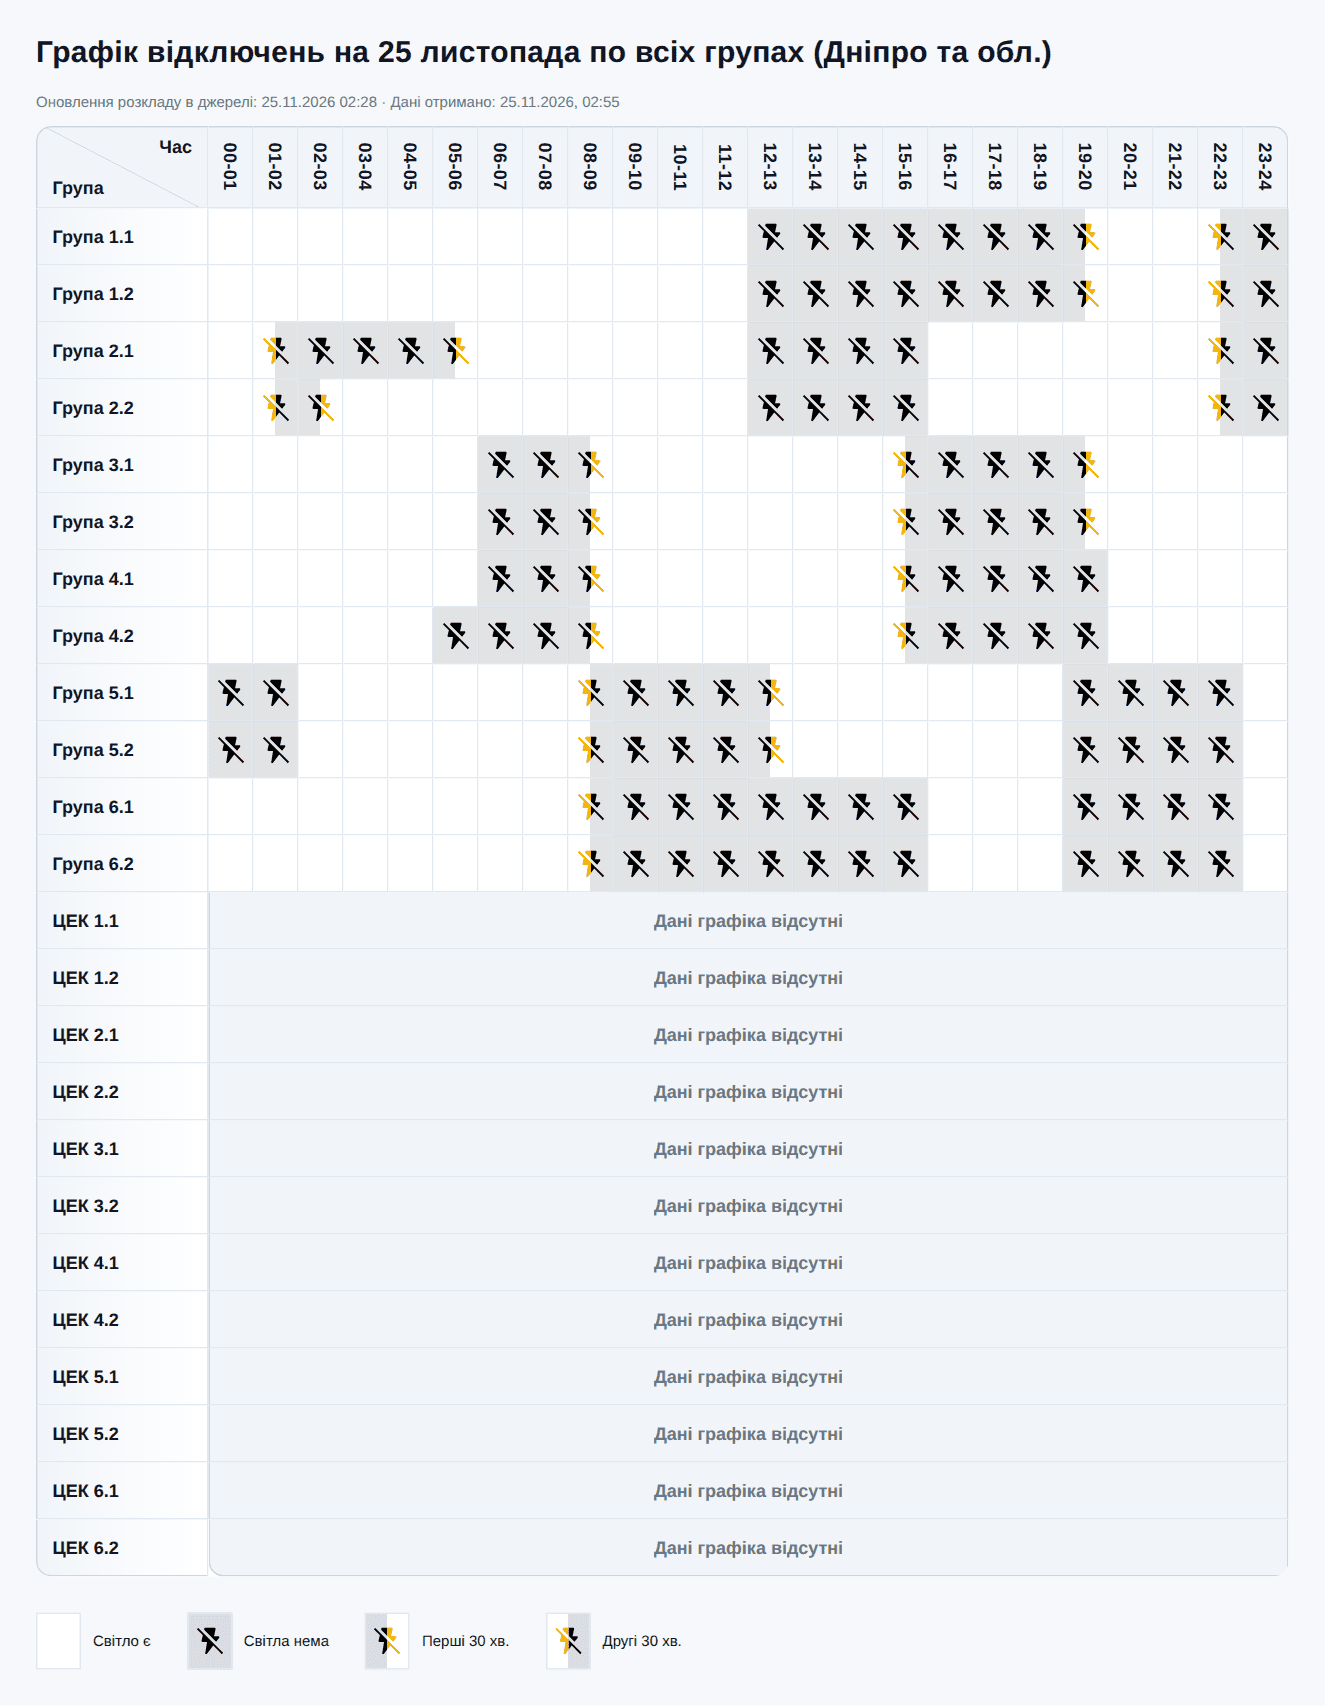 Графік відключень на 25 листопада по всіх групах (Дніпро та обл.)
Оновлення розкладу в джерелі: 25.11.2026 02:28 · Дані отримано: 25.11.2026, 02:55
Час
Група
00-01 01-02 02-03 03-04 04-05 05-06 06-07 07-08 08-09 09-10 10-11 11-12 12-13 13-14 14-15 15-16 16-17 17-18 18-19 19-20 20-21 21-22 22-23 23-24
Група 1.1
Група 1.2
Група 2.1
Група 2.2
Група 3.1
Група 3.2
Група 4.1
Група 4.2
Група 5.1
Група 5.2
Група 6.1
Група 6.2
ЦЕК 1.1 Дані графіка відсутні
ЦЕК 1.2 Дані графіка відсутні
ЦЕК 2.1 Дані графіка відсутні
ЦЕК 2.2 Дані графіка відсутні
ЦЕК 3.1 Дані графіка відсутні
ЦЕК 3.2 Дані графіка відсутні
ЦЕК 4.1 Дані графіка відсутні
ЦЕК 4.2 Дані графіка відсутні
ЦЕК 5.1 Дані графіка відсутні
ЦЕК 5.2 Дані графіка відсутні
ЦЕК 6.1 Дані графіка відсутні
ЦЕК 6.2 Дані графіка відсутні
Світло є Світла нема Перші 30 хв. Другі 30 хв.